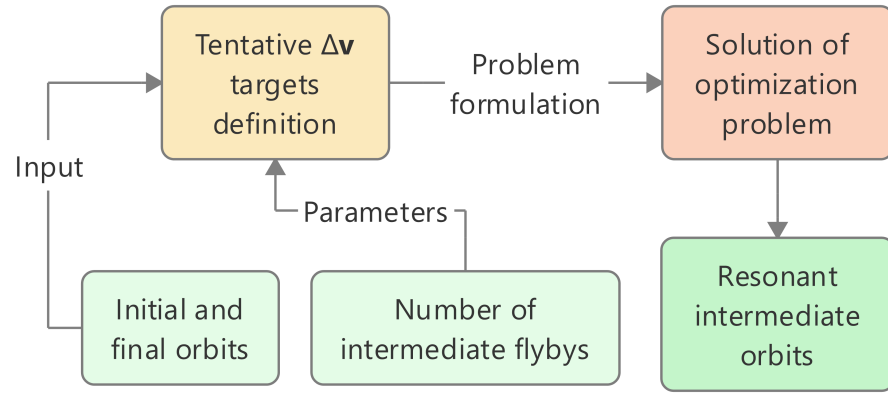 Tentative Δv
targets
definition
Problem
formulation
Solution of
optimization
problem
Input
Parameters
Initial and
final orbits
Number of
intermediate flybys
Resonant
intermediate
orbits